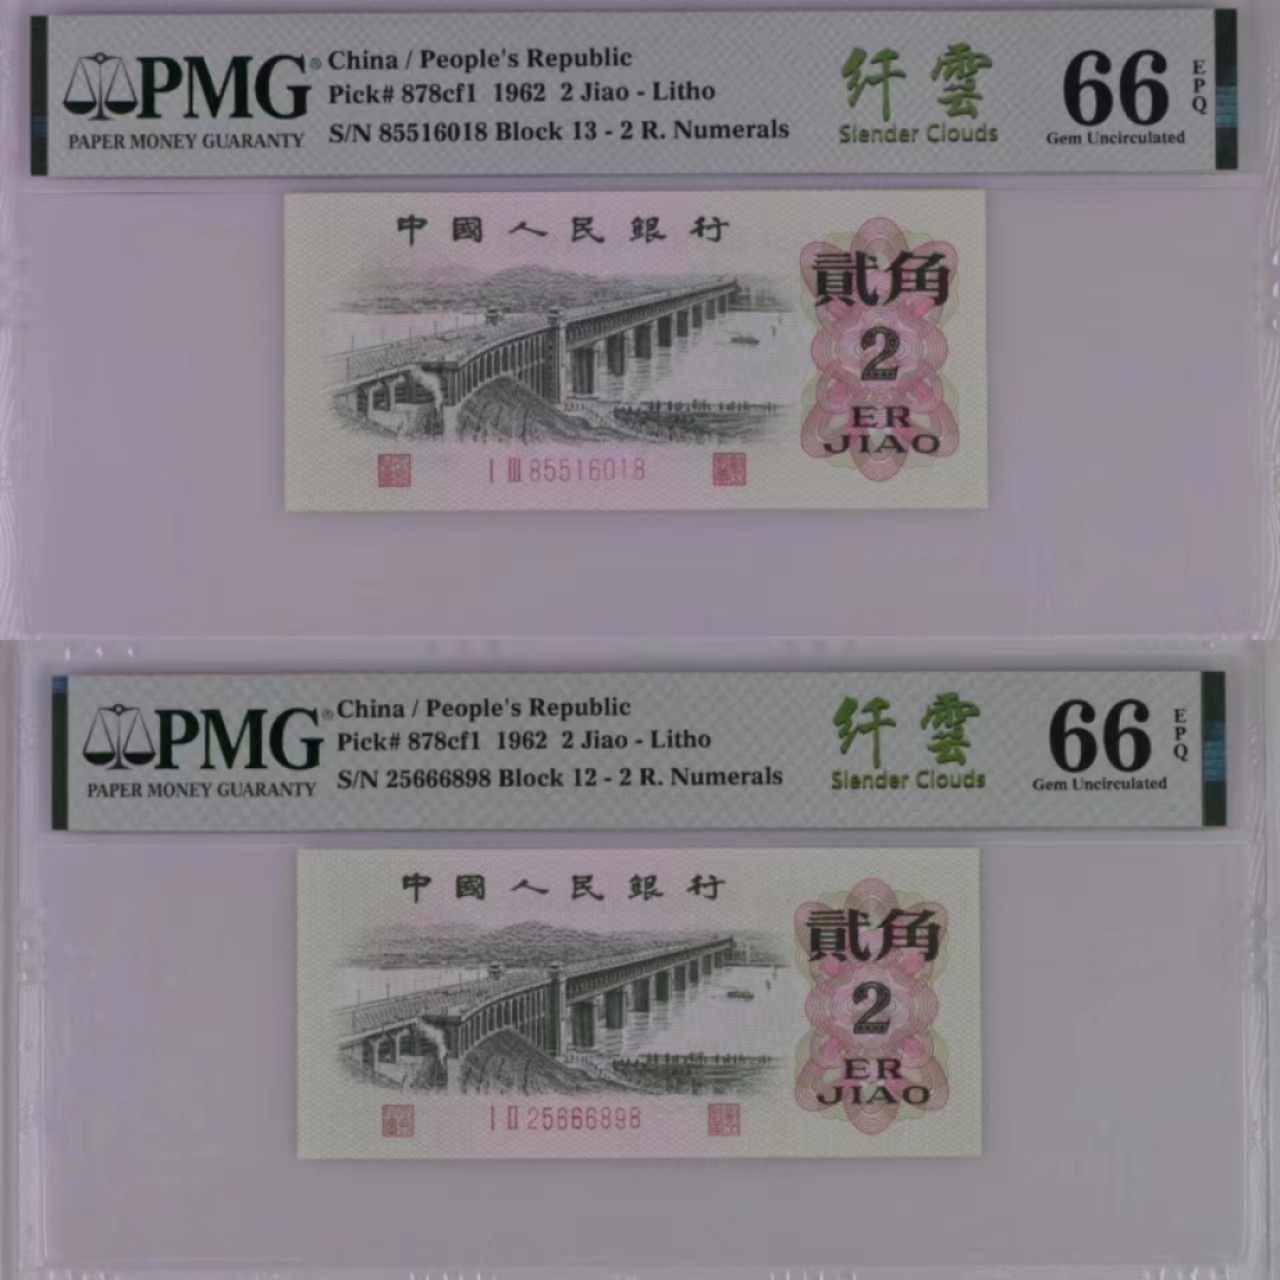 PMG®
PAPER MONEY GUARANTY
China / People's Republic
Pick# 878cf1 1962 2 Jiao - Litho
S/N 85516018 Block 13 - 2 R. Numerals
纤雲
Slender Clouds
66 EPQ
Gem Uncirculated
中國人民銀行
貳角
2
ER
JIAO
I III 85516018
PMG®
PAPER MONEY GUARANTY
China / People's Republic
Pick# 878cf1 1962 2 Jiao - Litho
S/N 25666898 Block 12 - 2 R. Numerals
纤雲
Slender Clouds
66 EPQ
Gem Uncirculated
中國人民銀行
貳角
2
ER
JIAO
I II 25666898